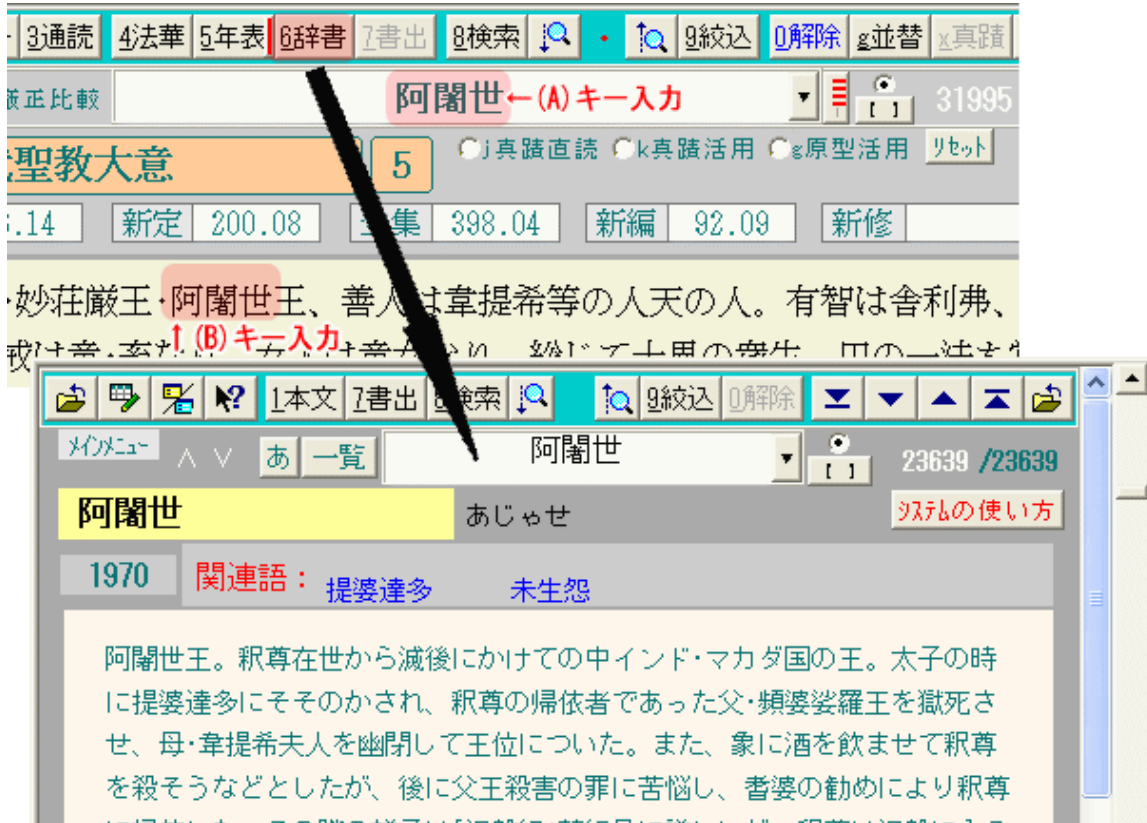 3通読 4法華 5年表 6辞書 7書出 8検索 9絞込 0解除 g並替 x真蹟
正比較 阿闍世 ←(A)キー入力 [ ] 31995
聖教大意 5 j真蹟直読 k真蹟活用 g原型活用 リセット
.14 新定 200.08 集 398.04 新編 92.09 新修
妙荘厳王・阿闍世王、善人は韋提希等の人天の人。有智は舎利弗、
↑(B)キー入力
1本文 7書出 8検索 9絞込 0解除
メインメニュー ∧ ∨ あ 一覧 阿闍世 [ ] 23639 /23639
阿闍世 あじゃせ システムの使い方
1970 関連語: 提婆達多 未生怨
阿闍世王。釈尊在世から滅後にかけての中インド・マカダ国の王。太子の時
に提婆達多にそそのかされ、釈尊の帰依者であった父・頻婆娑羅王を獄死さ
せ、母・韋提希夫人を幽閉して王位についた。また、象に酒を飲ませて釈尊
を殺そうなどとしたが、後に父王殺害の罪に苦悩し、耆婆の勧めにより釈尊